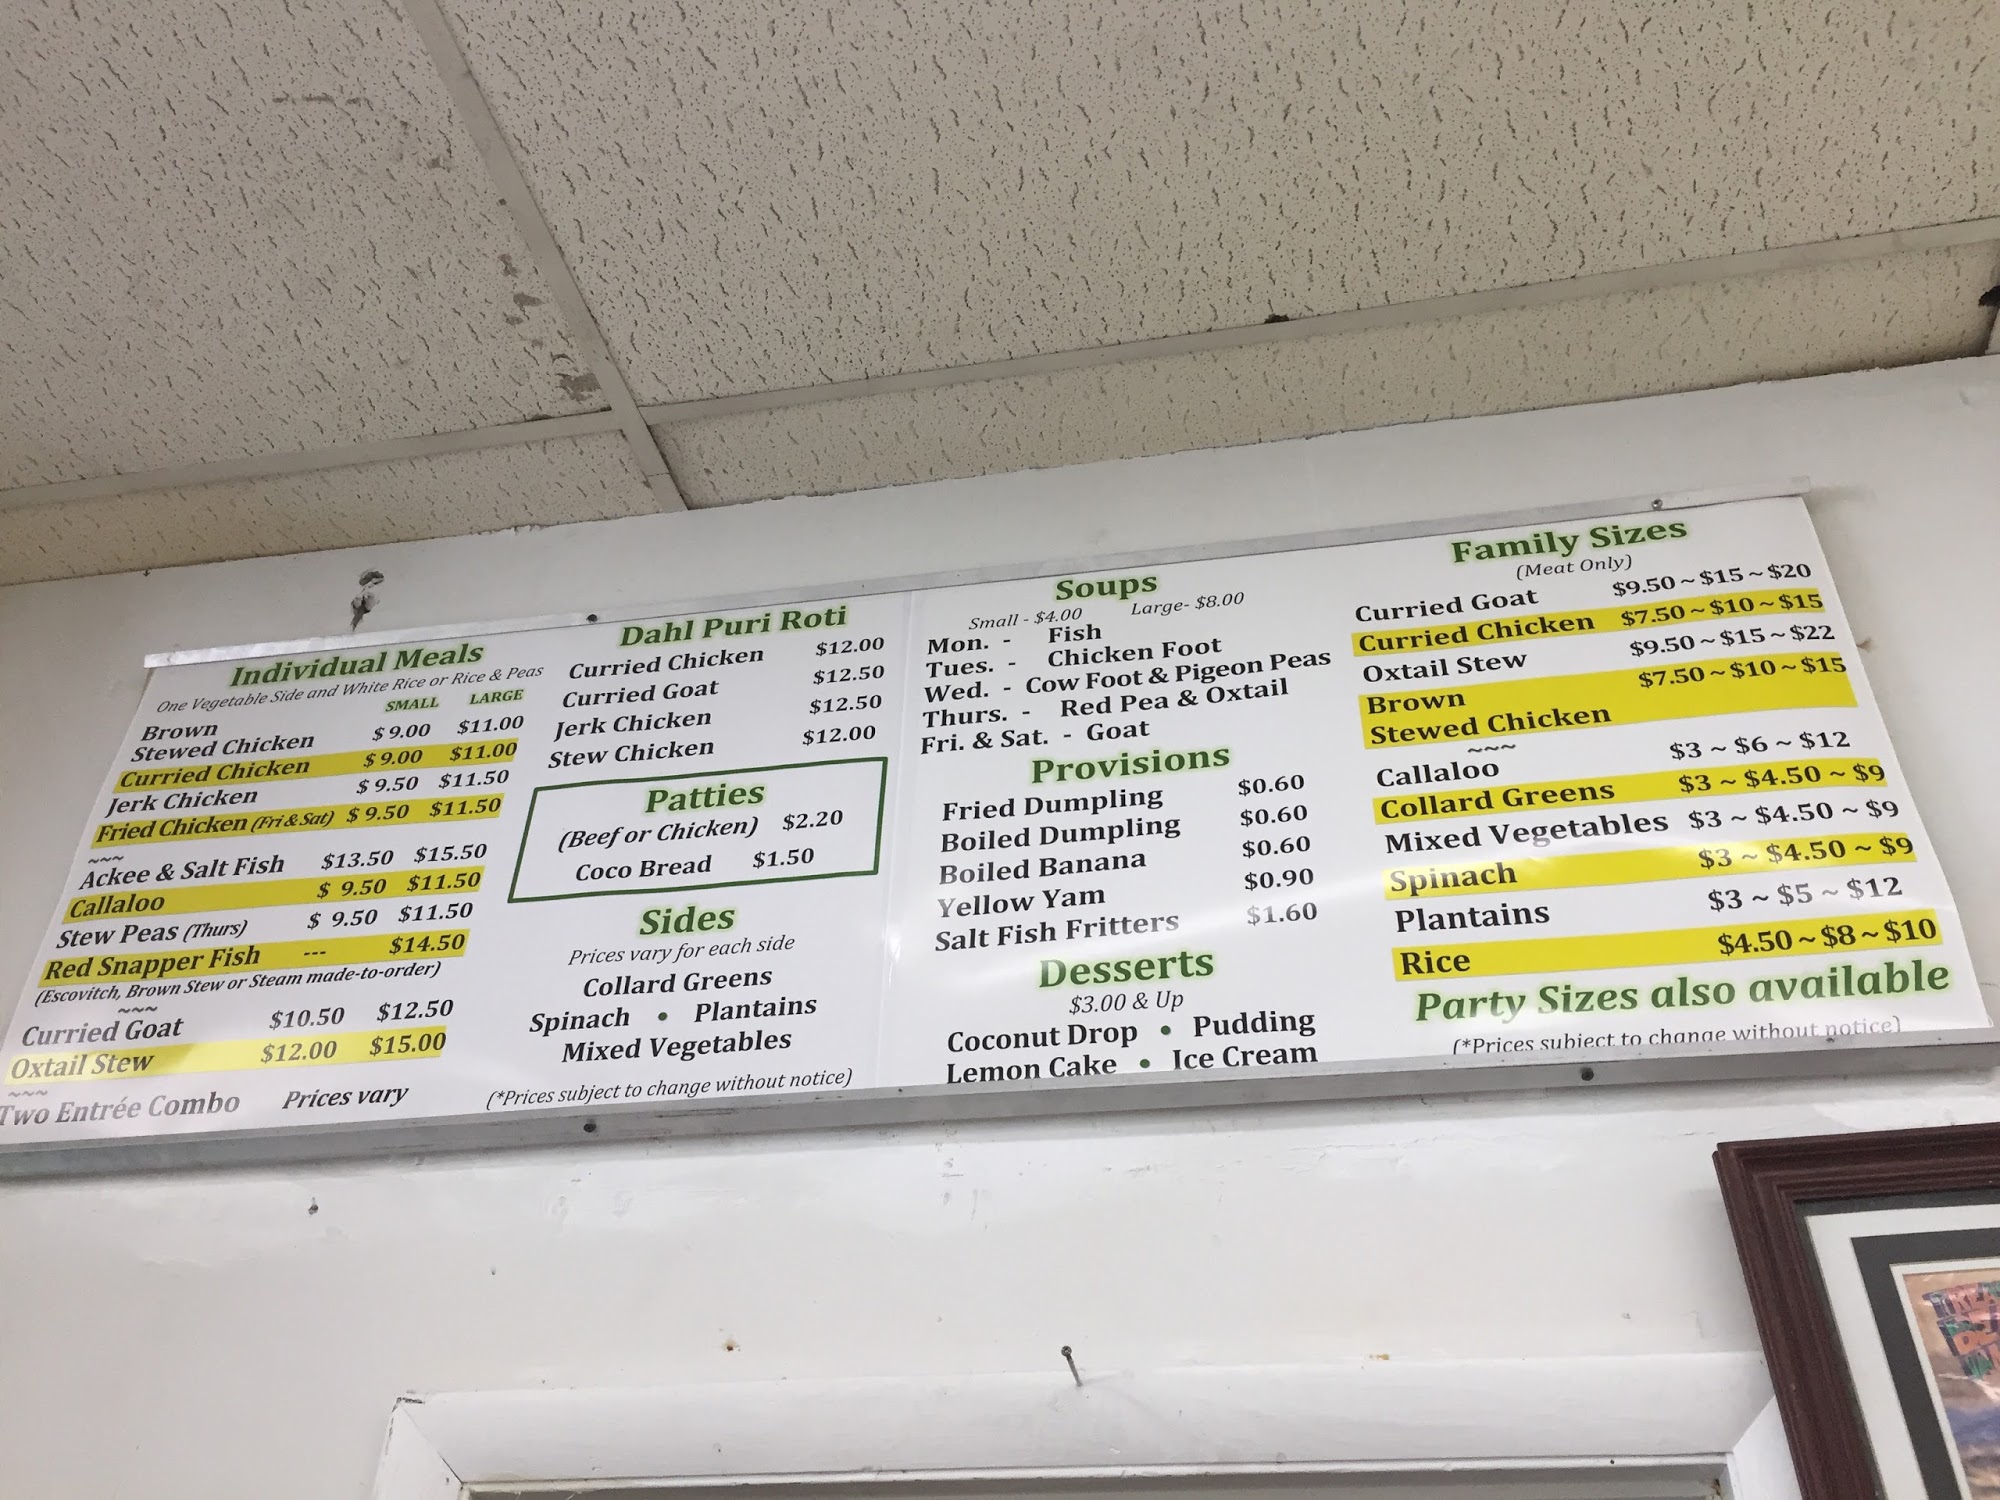 Individual Meals
One Vegetable Side and White Rice or Rice & Peas
SMALL LARGE
Brown
Stewed Chicken $ 9.00 $11.00
Curried Chicken $ 9.00 $11.00
Jerk Chicken $ 9.50 $11.50
Fried Chicken (Fri & Sat) $ 9.50 $11.50
~~~
Ackee & Salt Fish $13.50 $15.50
Callaloo $ 9.50 $11.50
Stew Peas (Thurs) $ 9.50 $11.50
Red Snapper Fish --- $14.50
(Escovitch, Brown Stew or Steam made-to-order)
~~~
Curried Goat $10.50 $12.50
Oxtail Stew $12.00 $15.00
~~~
Two Entrée Combo Prices vary
Dahl Puri Roti
Curried Chicken $12.00
Curried Goat $12.50
Jerk Chicken $12.50
Stew Chicken $12.00
Patties
(Beef or Chicken) $2.20
Coco Bread $1.50
Sides
Prices vary for each side
Collard Greens
Spinach • Plantains
Mixed Vegetables
(*Prices subject to change without notice)
Soups
Small - $4.00 Large- $8.00
Mon. - Fish
Tues. - Chicken Foot
Wed. - Cow Foot & Pigeon Peas
Thurs. - Red Pea & Oxtail
Fri. & Sat. - Goat
Provisions
Fried Dumpling $0.60
Boiled Dumpling $0.60
Boiled Banana $0.60
Yellow Yam $0.90
Salt Fish Fritters $1.60
Desserts
$3.00 & Up
Coconut Drop • Pudding
Lemon Cake • Ice Cream
Family Sizes
(Meat Only)
Curried Goat $9.50 ~ $15 ~ $20
Curried Chicken $7.50 ~ $10 ~ $15
Oxtail Stew $9.50 ~ $15 ~ $22
Brown $7.50 ~ $10 ~ $15
Stewed Chicken
~~~
Callaloo $3 ~ $6 ~ $12
Collard Greens $3 ~ $4.50 ~ $9
Mixed Vegetables $3 ~ $4.50 ~ $9
Spinach $3 ~ $4.50 ~ $9
Plantains $3 ~ $5 ~ $12
Rice $4.50 ~ $8 ~ $10
Party Sizes also available
(*Prices subject to change without notice)